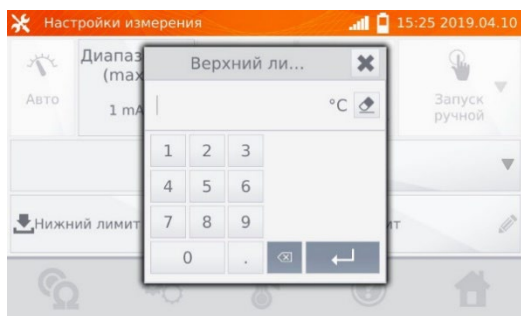 Настройки измерения 15:25 2019.04.10
Диапаз
(max
1 mA
Авто
Верхний ли...
°C
1 2 3
4 5 6
7 8 9
0 .
Запуск
ручной
Нижний лимит
ит